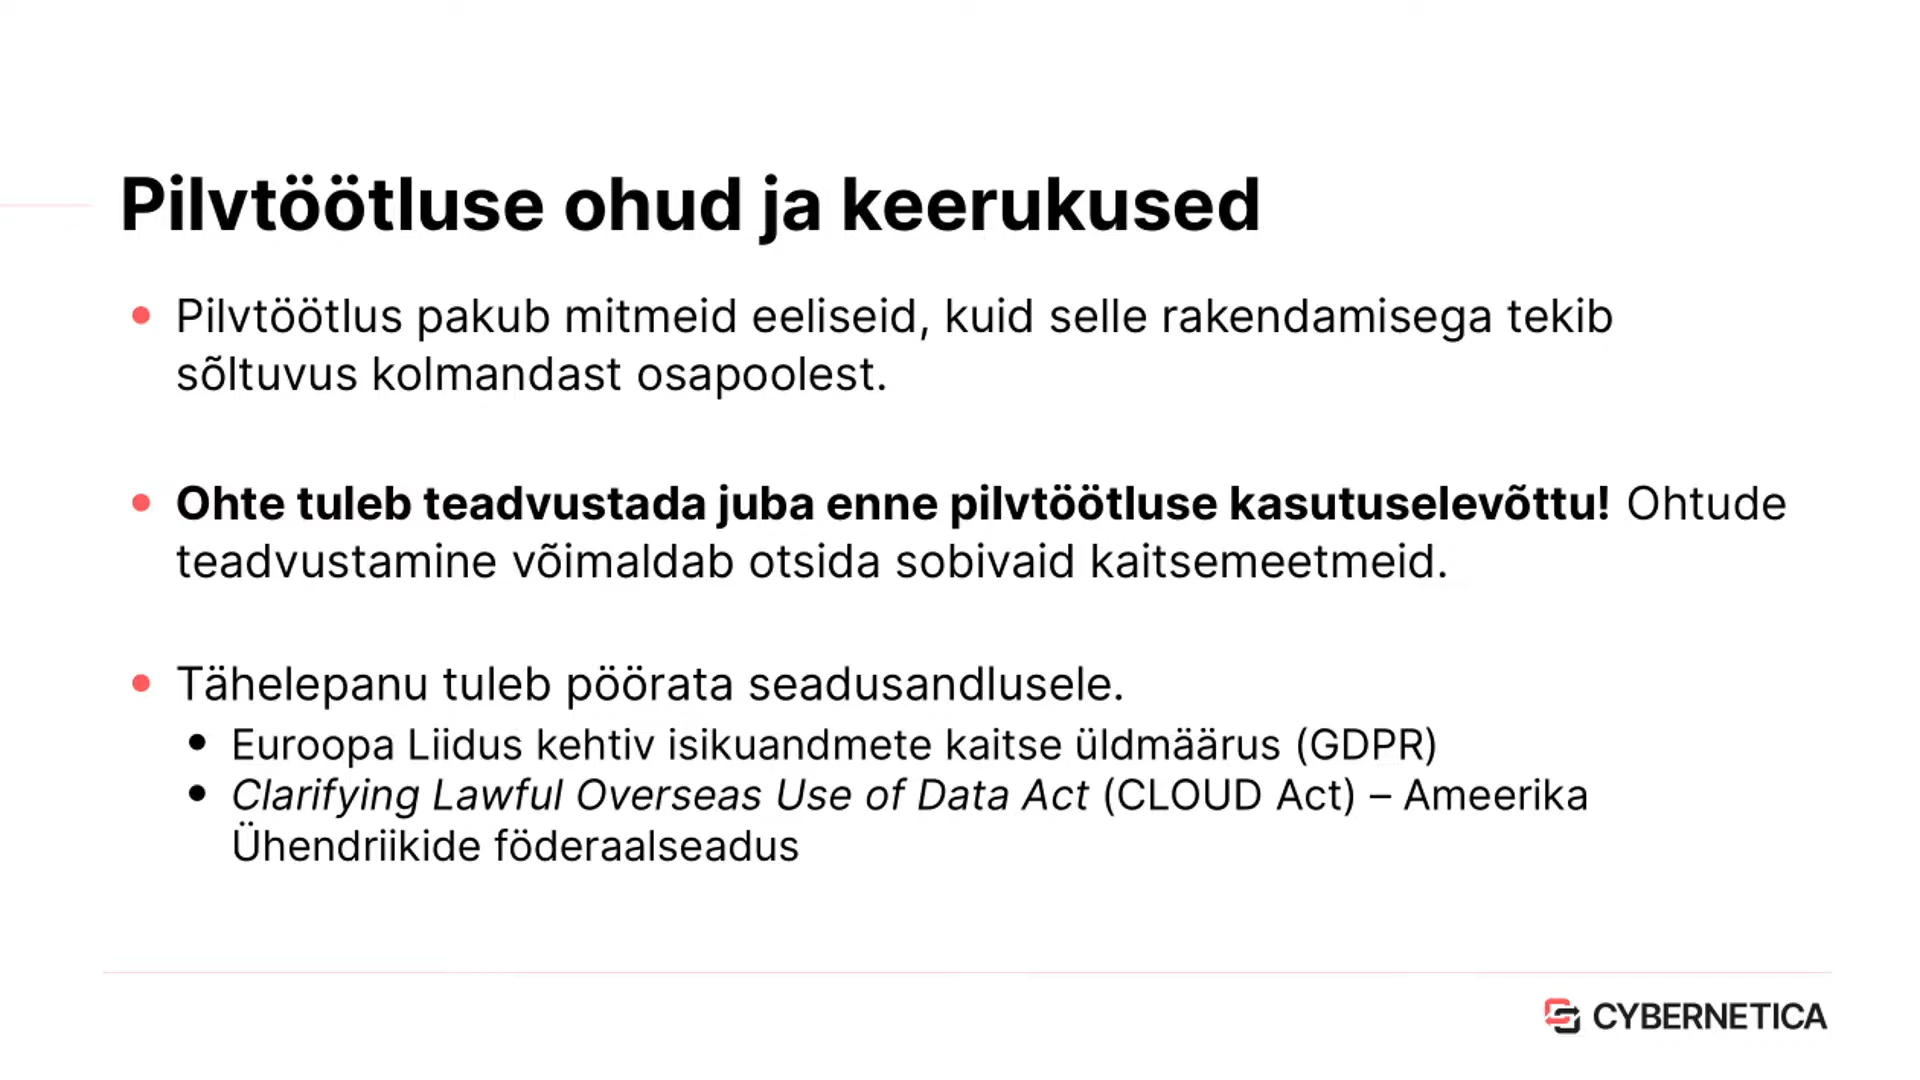 Pilvtöötluse ohud ja keerukused
• Pilvtöötlus pakub mitmeid eeliseid, kuid selle rakendamisega tekib
sõltuvus kolmandast osapoolest.
• Ohte tuleb teadvustada juba enne pilvtöötluse kasutuselevõttu! Ohtude
teadvustamine võimaldab otsida sobivaid kaitsemeetmeid.
• Tähelepanu tuleb pöörata seadusandlusele.
• Euroopa Liidus kehtiv isikuandmete kaitse üldmäärus (GDPR)
• Clarifying Lawful Overseas Use of Data Act (CLOUD Act) – Ameerika
Ühendriikide föderaalseadus
CYBERNETICA